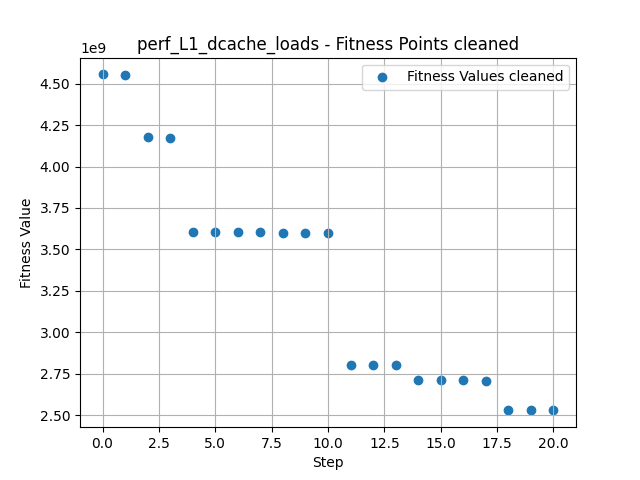 perf_L1_dcache_loads - Fitness Points cleaned
1e9
Fitness Values cleaned
4.50
4.25
4.00
3.75
3.50
3.25
3.00
2.75
2.50
Fitness Value
0.0 2.5 5.0 7.5 10.0 12.5 15.0 17.5 20.0
Step